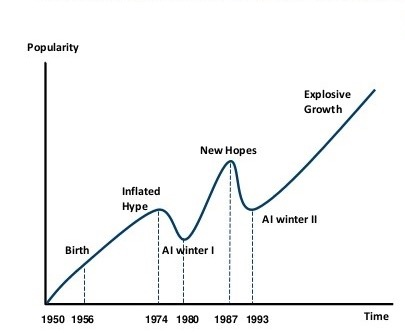 Popularity
Explosive
Growth
New Hopes
Inflated
Hype
AI winter II
Birth
AI winter I
1950 1956 1974 1980 1987 1993
Time